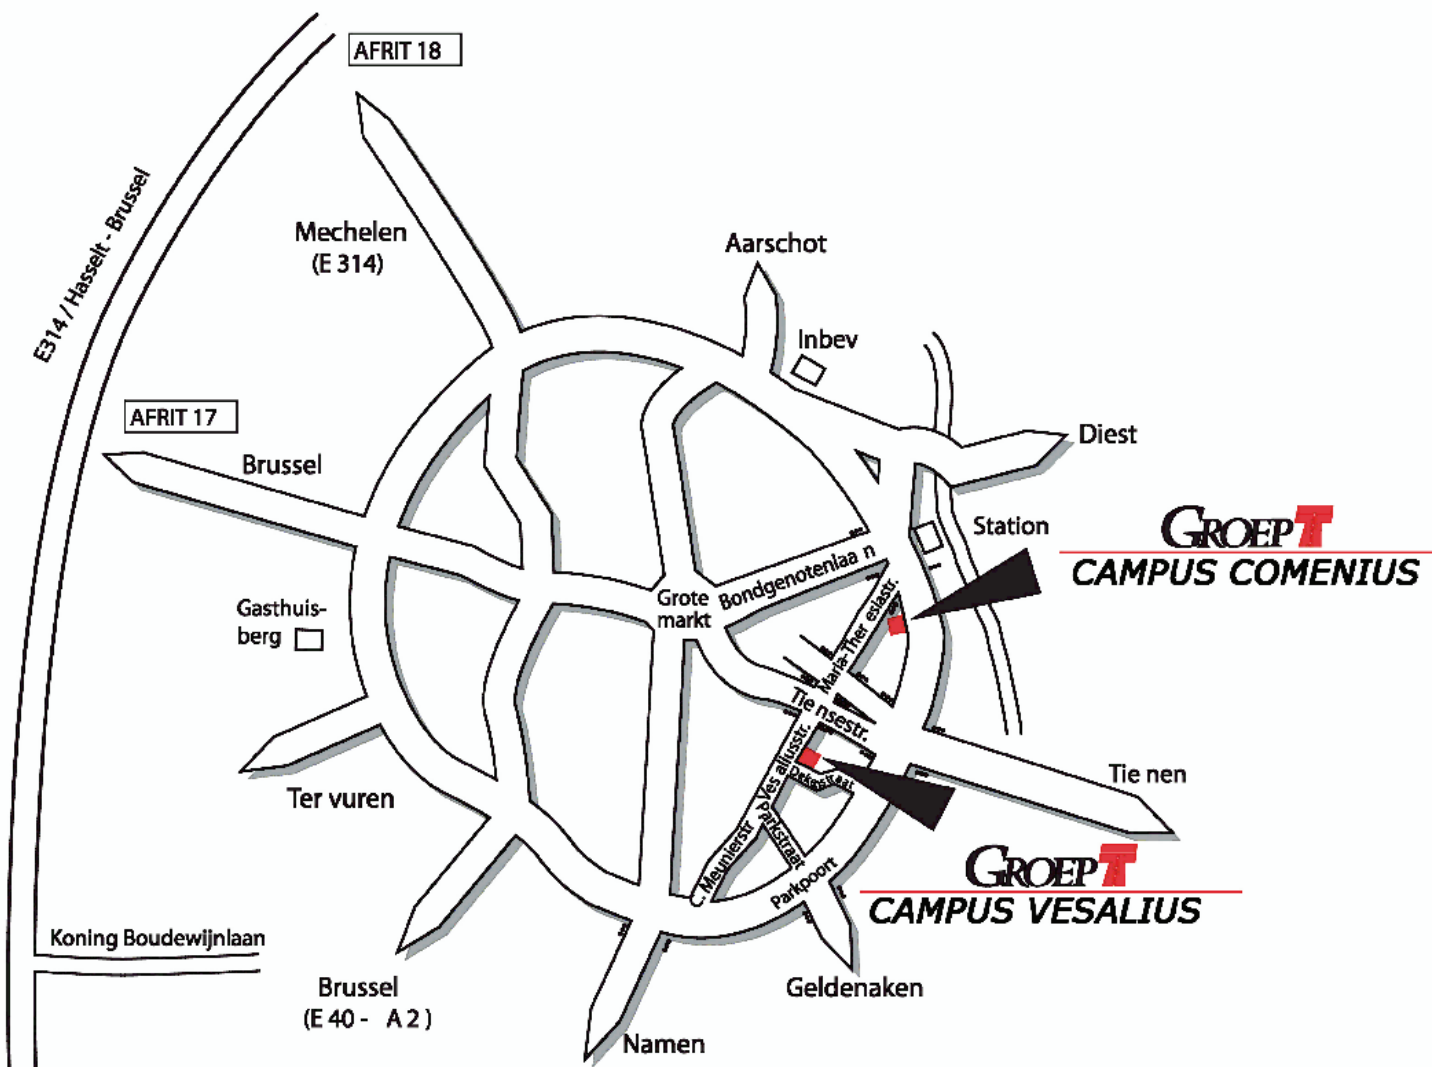 AFRIT 18
E314 / Hasselt - Brussel
Mechelen
(E 314)
Aarschot
Inbev
AFRIT 17
Brussel
Diest
Station
GROEP T
CAMPUS COMENIUS
Bondgenotenlaa n
Grote
markt
Maria-Ther esiastr.
Gasthuis-
berg
Tie nsestr.
Ves aliusstr.
Dekenstraat
Ter vuren
Tie nen
Meunierstr
Parkstraat
Parkpoort
GROEP T
CAMPUS VESALIUS
Koning Boudewijnlaan
Brussel
(E 40 - A 2 )
Geldenaken
Namen